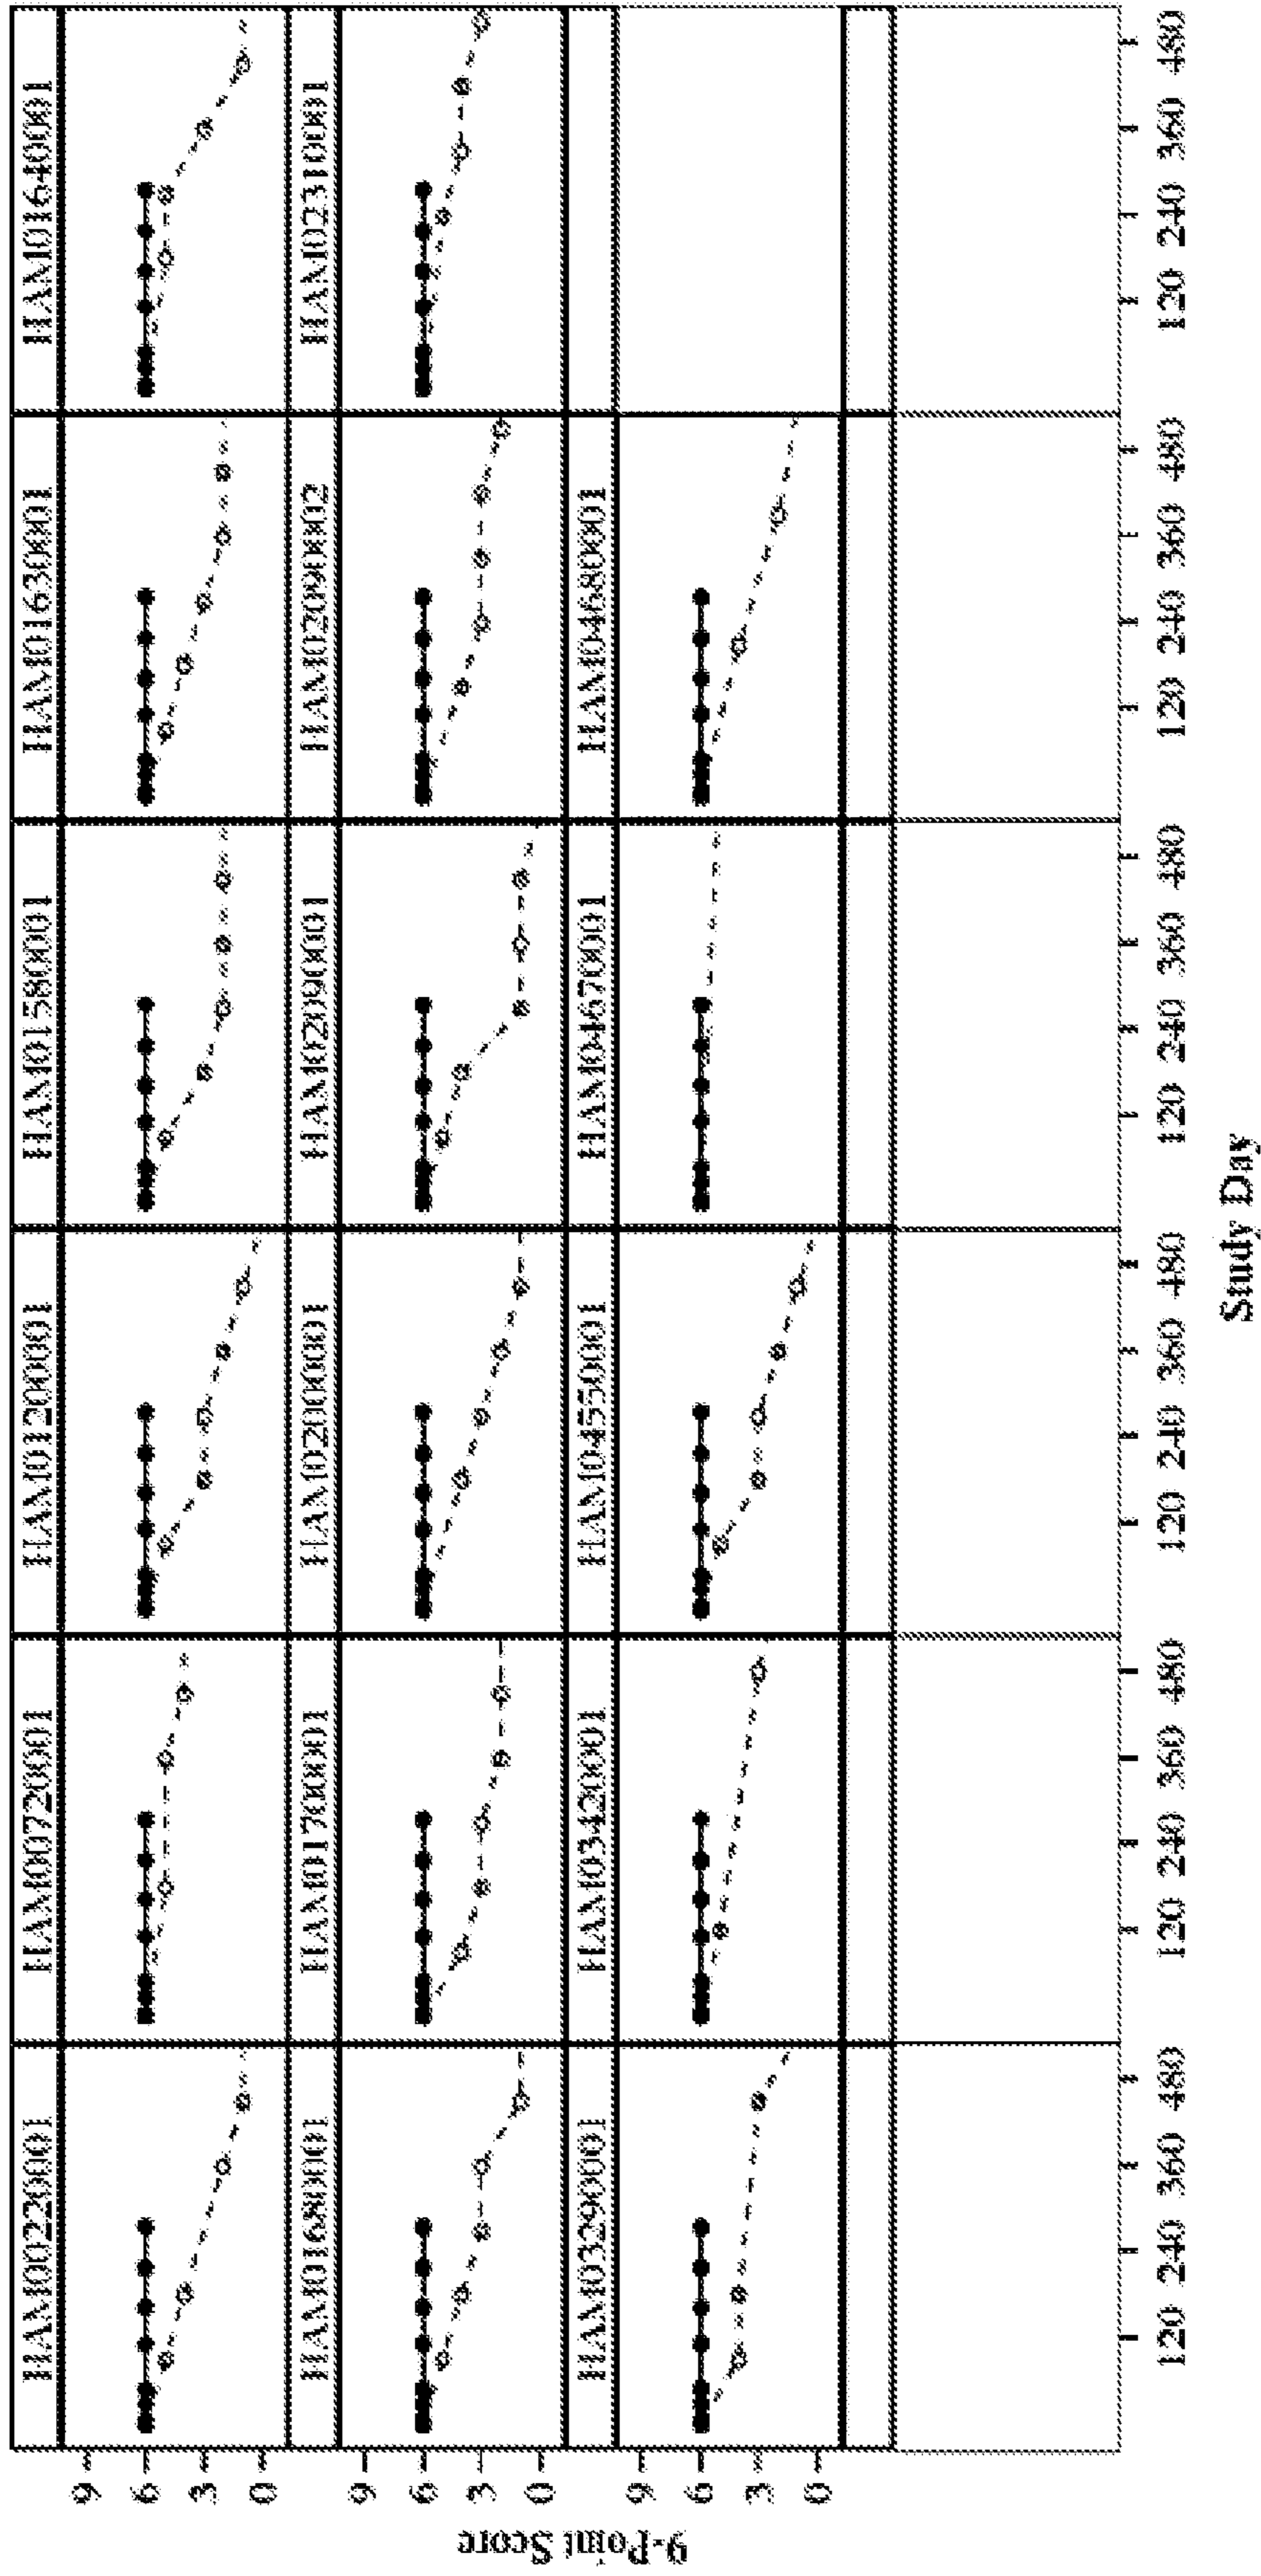 HAM00220001 HAM00720001 HAM01200001 HAM01580001 HAM01630001 HAM01640001
HAM01680001 HAM01700001 HAM02000001 HAM02090001 HAM02090002 HAM02310001
HAM03290001 HAM03420001 HAM04550001 HAM04670001 HAM04680001
9-Point Score
9
6
3
0
9
6
3
0
9
6
3
0
120 240 360 480 120 240 360 480 120 240 360 480 120 240 360 480 120 240 360 480 120 240 360 480
Study Day